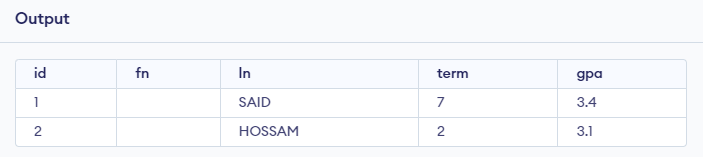 Output
id fn ln term gpa
1 SAID 7 3.4
2 HOSSAM 2 3.1